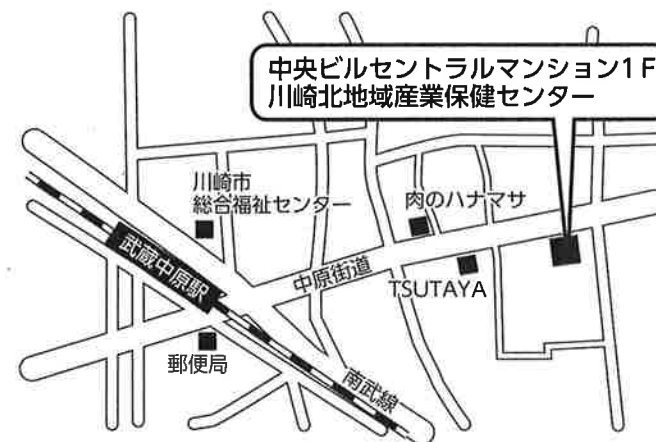 中央ビルセントラルマンション1F
川崎北地域産業保健センター
川崎市
総合福祉センター
肉のハナマサ
武蔵中原駅
中原街道
TSUTAYA
郵便局
南武線